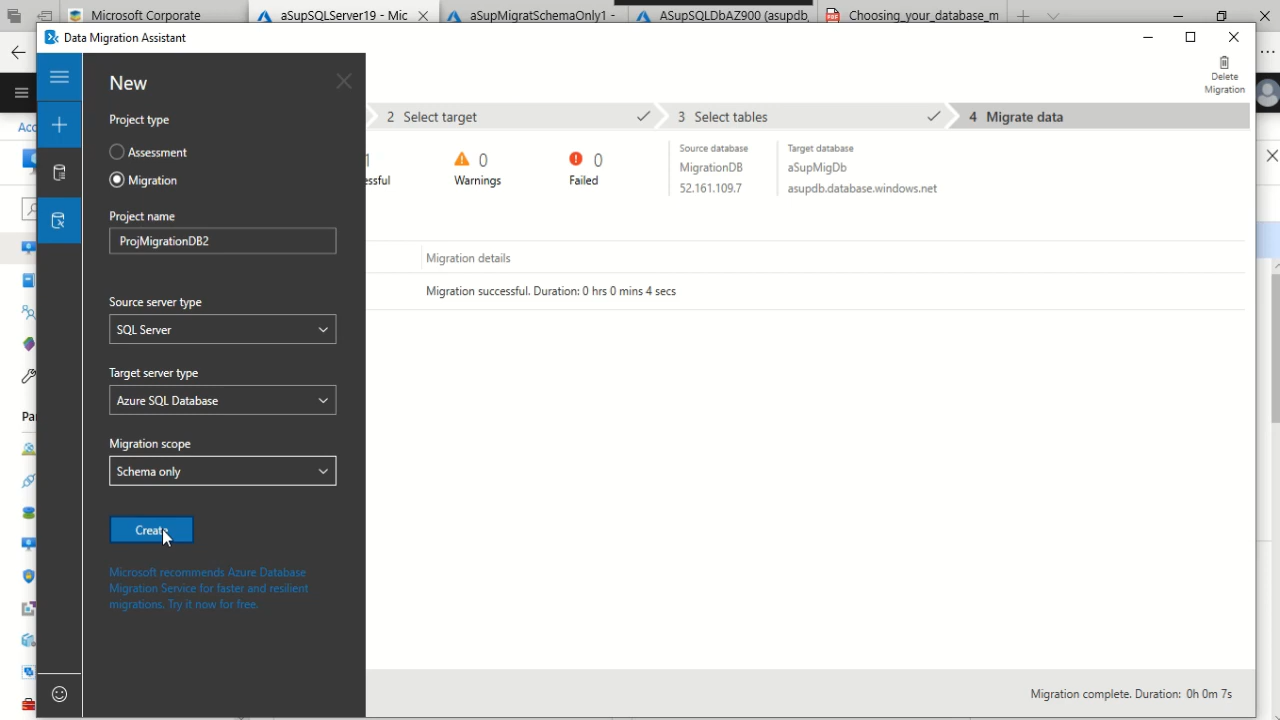 Microsoft Corporate
aSupSQLServer19 - Mic
aSupMigratSchemaOnly1 -
ASupSQLDbAZ900 (asupdb,
Choosing_your_database_m
Data Migration Assistant
New
Delete
Migration
Project type
2 Select target
3 Select tables
4 Migrate data
Assessment
Migration
1
0
0
essful
Warnings
Failed
Source database
MigrationDB
52.161.109.7
Target database
aSupMigDb
asupdb.database.windows.net
Project name
ProjMigrationDB2
Migration details
Migration successful. Duration: 0 hrs 0 mins 4 secs
Source server type
SQL Server
Target server type
Azure SQL Database
Migration scope
Schema only
Create
Microsoft recommends Azure Database
Migration Service for faster and resilient
migrations. Try it now for free.
Migration complete. Duration: 0h 0m 7s